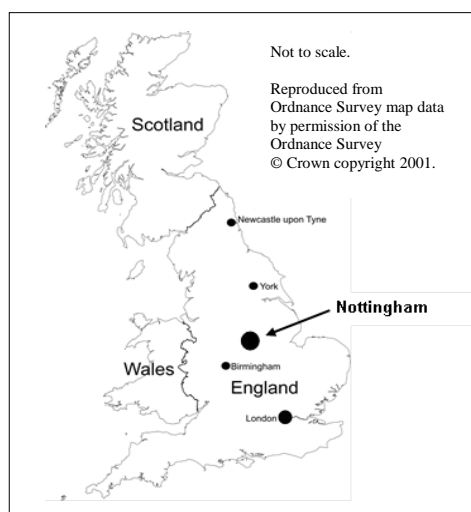 Not to scale.
Reproduced from
Ordnance Survey map data
by permission of the
Ordnance Survey
© Crown copyright 2001.
Scotland
Newcastle upon Tyne
York
Nottingham
Wales
Birmingham
England
London